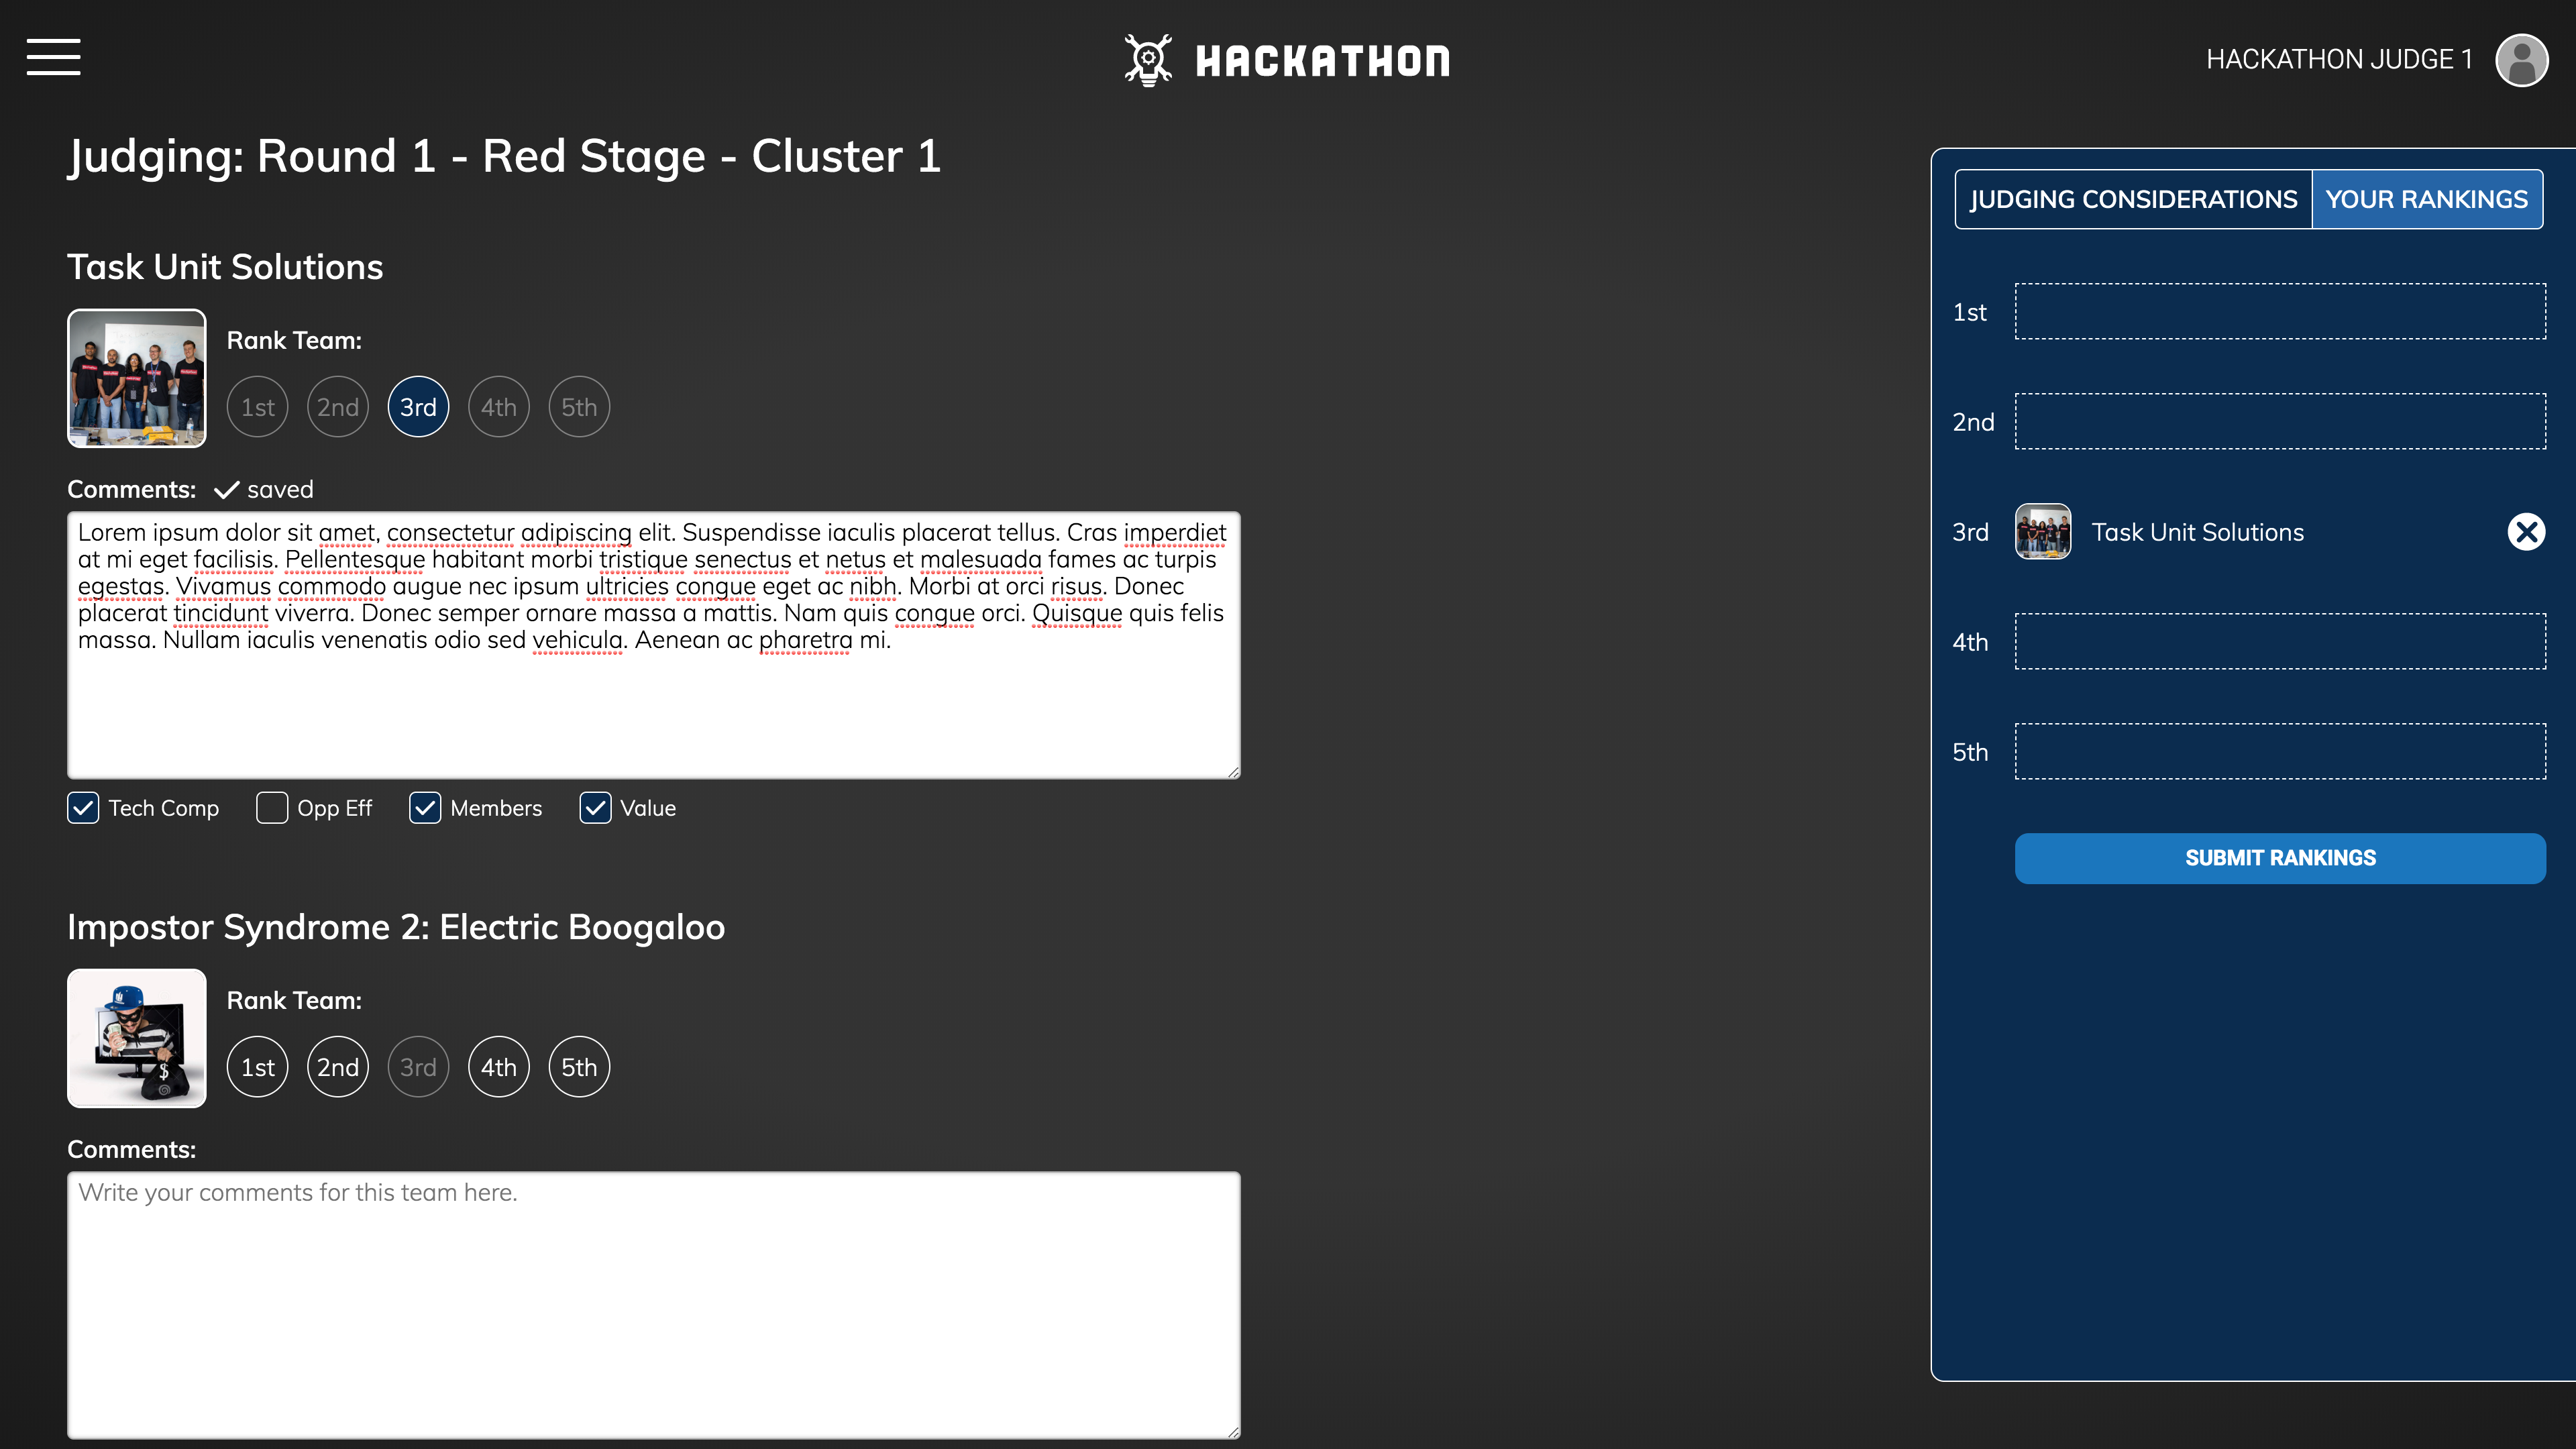 HACKATHON
HACKATHON JUDGE 1
Judging: Round 1 - Red Stage - Cluster 1
Task Unit Solutions
Rank Team:
1st 2nd 3rd 4th 5th
Comments: saved
Lorem ipsum dolor sit amet, consectetur adipiscing elit. Suspendisse iaculis placerat tellus. Cras imperdiet
at mi eget facilisis. Pellentesque habitant morbi tristique senectus et netus et malesuada fames ac turpis
egestas. Vivamus commodo augue nec ipsum ultricies congue eget ac nibh. Morbi at orci risus. Donec
placerat tincidunt viverra. Donec semper ornare massa a mattis. Nam quis congue orci. Quisque quis felis
massa. Nullam iaculis venenatis odio sed vehicula. Aenean ac pharetra mi.
Tech Comp Opp Eff Members Value
Impostor Syndrome 2: Electric Boogaloo
Rank Team:
1st 2nd 3rd 4th 5th
$
Comments:
Write your comments for this team here.
JUDGING CONSIDERATIONS YOUR RANKINGS
1st
2nd
3rd Task Unit Solutions
4th
5th
SUBMIT RANKINGS